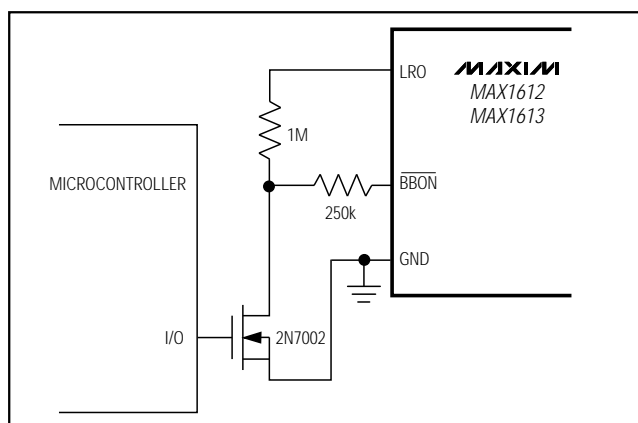 LRO
MAXIM
MAX1612
MAX1613
1M
MICROCONTROLLER
BBON
250k
GND
I/O
2N7002